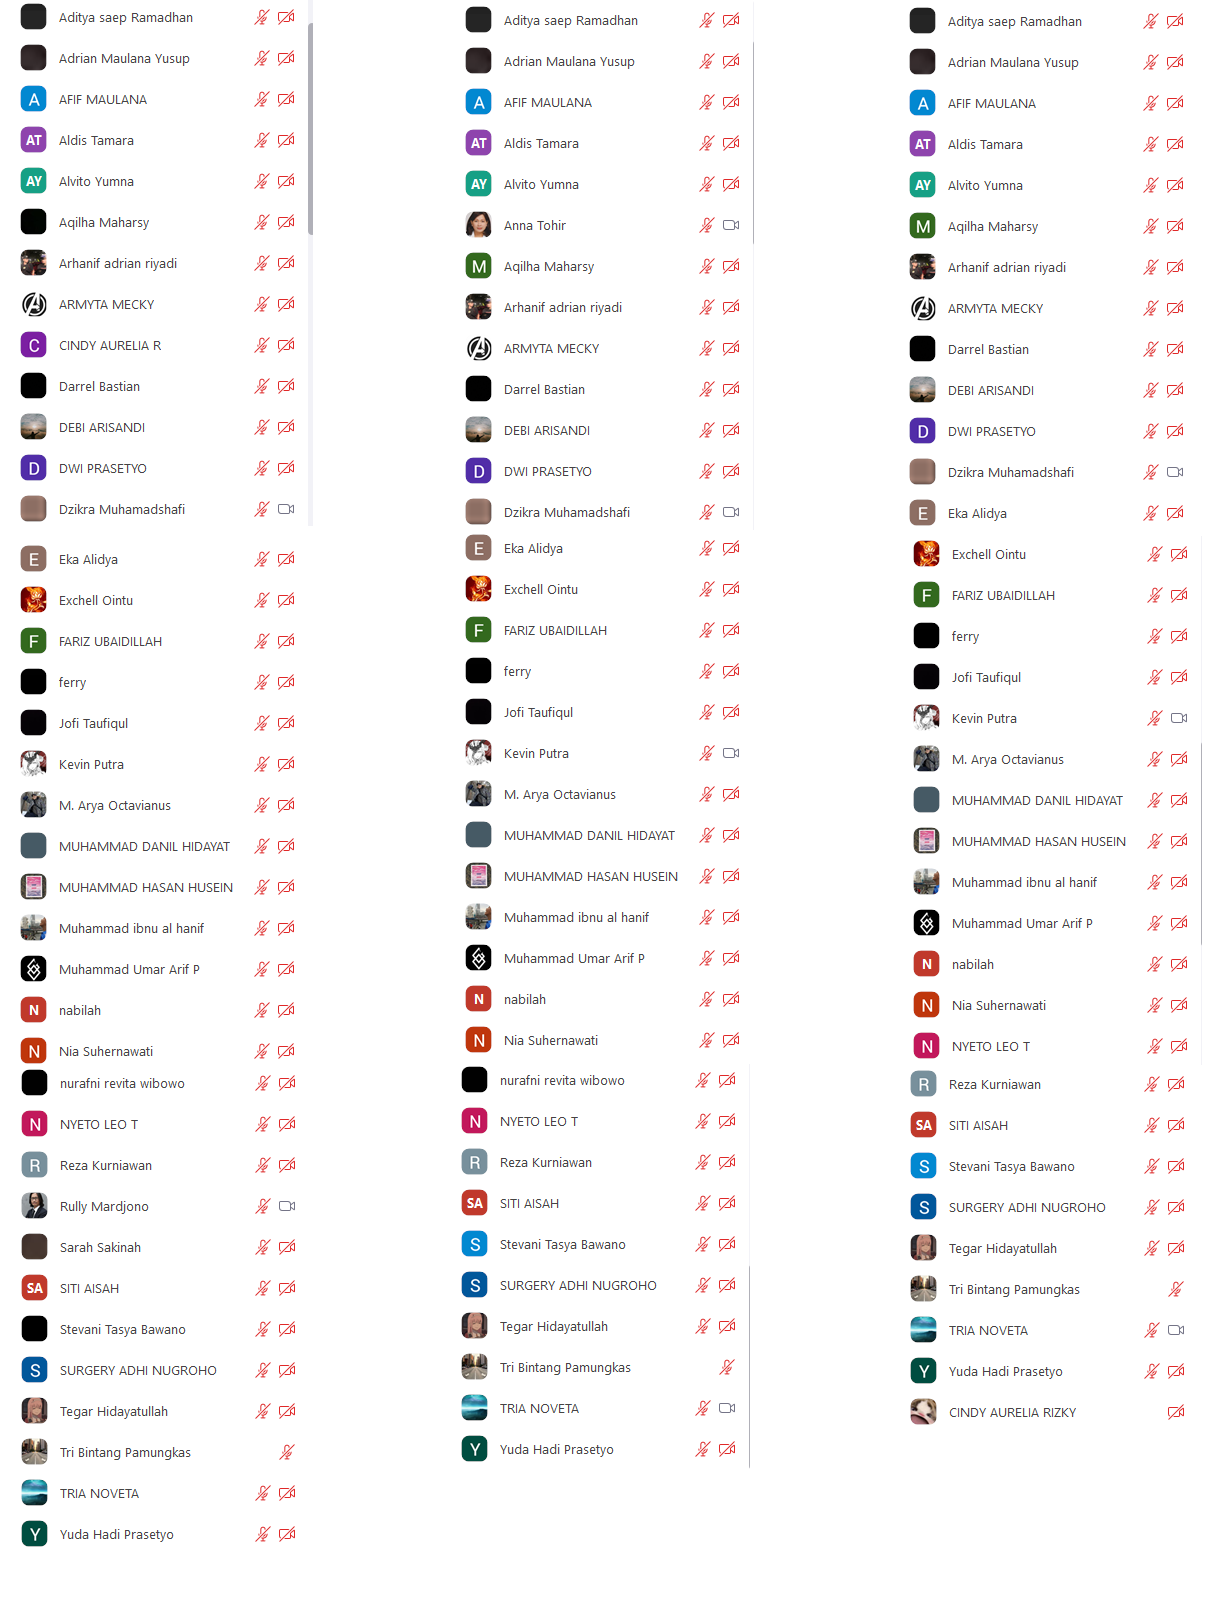 Aditya saep Ramadhan
Adrian Maulana Yusup
A AFIF MAULANA
AT Aldis Tamara
AY Alvito Yumna
Aqilha Maharsy
Arhanif adrian riyadi
ARMYTA MECKY
C CINDY AURELIA R
Darrel Bastian
DEBI ARISANDI
D DWI PRASETYO
Dzikra Muhamadshafi
E Eka Alidya
Exchell Ointu
F FARIZ UBAIDILLAH
ferry
Jofi Taufiqul
Kevin Putra
M. Arya Octavianus
MUHAMMAD DANIL HIDAYAT
MUHAMMAD HASAN HUSEIN
Muhammad ibnu al hanif
Muhammad Umar Arif P
N nabilah
N Nia Suhernawati
nurafni revita wibowo
N NYETO LEO T
R Reza Kurniawan
Rully Mardjono
Sarah Sakinah
SA SITI AISAH
Stevani Tasya Bawano
S SURGERY ADHI NUGROHO
Tegar Hidayatullah
Tri Bintang Pamungkas
TRIA NOVETA
Y Yuda Hadi Prasetyo
Aditya saep Ramadhan
Adrian Maulana Yusup
A AFIF MAULANA
AT Aldis Tamara
AY Alvito Yumna
Anna Tohir
M Aqilha Maharsy
Arhanif adrian riyadi
ARMYTA MECKY
Darrel Bastian
DEBI ARISANDI
D DWI PRASETYO
Dzikra Muhamadshafi
E Eka Alidya
Exchell Ointu
F FARIZ UBAIDILLAH
ferry
Jofi Taufiqul
Kevin Putra
M. Arya Octavianus
MUHAMMAD DANIL HIDAYAT
MUHAMMAD HASAN HUSEIN
Muhammad ibnu al hanif
Muhammad Umar Arif P
N nabilah
N Nia Suhernawati
nurafni revita wibowo
N NYETO LEO T
R Reza Kurniawan
SA SITI AISAH
S Stevani Tasya Bawano
S SURGERY ADHI NUGROHO
Tegar Hidayatullah
Tri Bintang Pamungkas
TRIA NOVETA
Y Yuda Hadi Prasetyo
Aditya saep Ramadhan
Adrian Maulana Yusup
A AFIF MAULANA
AT Aldis Tamara
AY Alvito Yumna
M Aqilha Maharsy
Arhanif adrian riyadi
ARMYTA MECKY
Darrel Bastian
DEBI ARISANDI
D DWI PRASETYO
Dzikra Muhamadshafi
E Eka Alidya
Exchell Ointu
F FARIZ UBAIDILLAH
ferry
Jofi Taufiqul
Kevin Putra
M. Arya Octavianus
MUHAMMAD DANIL HIDAYAT
MUHAMMAD HASAN HUSEIN
Muhammad ibnu al hanif
Muhammad Umar Arif P
N nabilah
N Nia Suhernawati
N NYETO LEO T
R Reza Kurniawan
SA SITI AISAH
S Stevani Tasya Bawano
S SURGERY ADHI NUGROHO
Tegar Hidayatullah
Tri Bintang Pamungkas
TRIA NOVETA
Y Yuda Hadi Prasetyo
CINDY AURELIA RIZKY